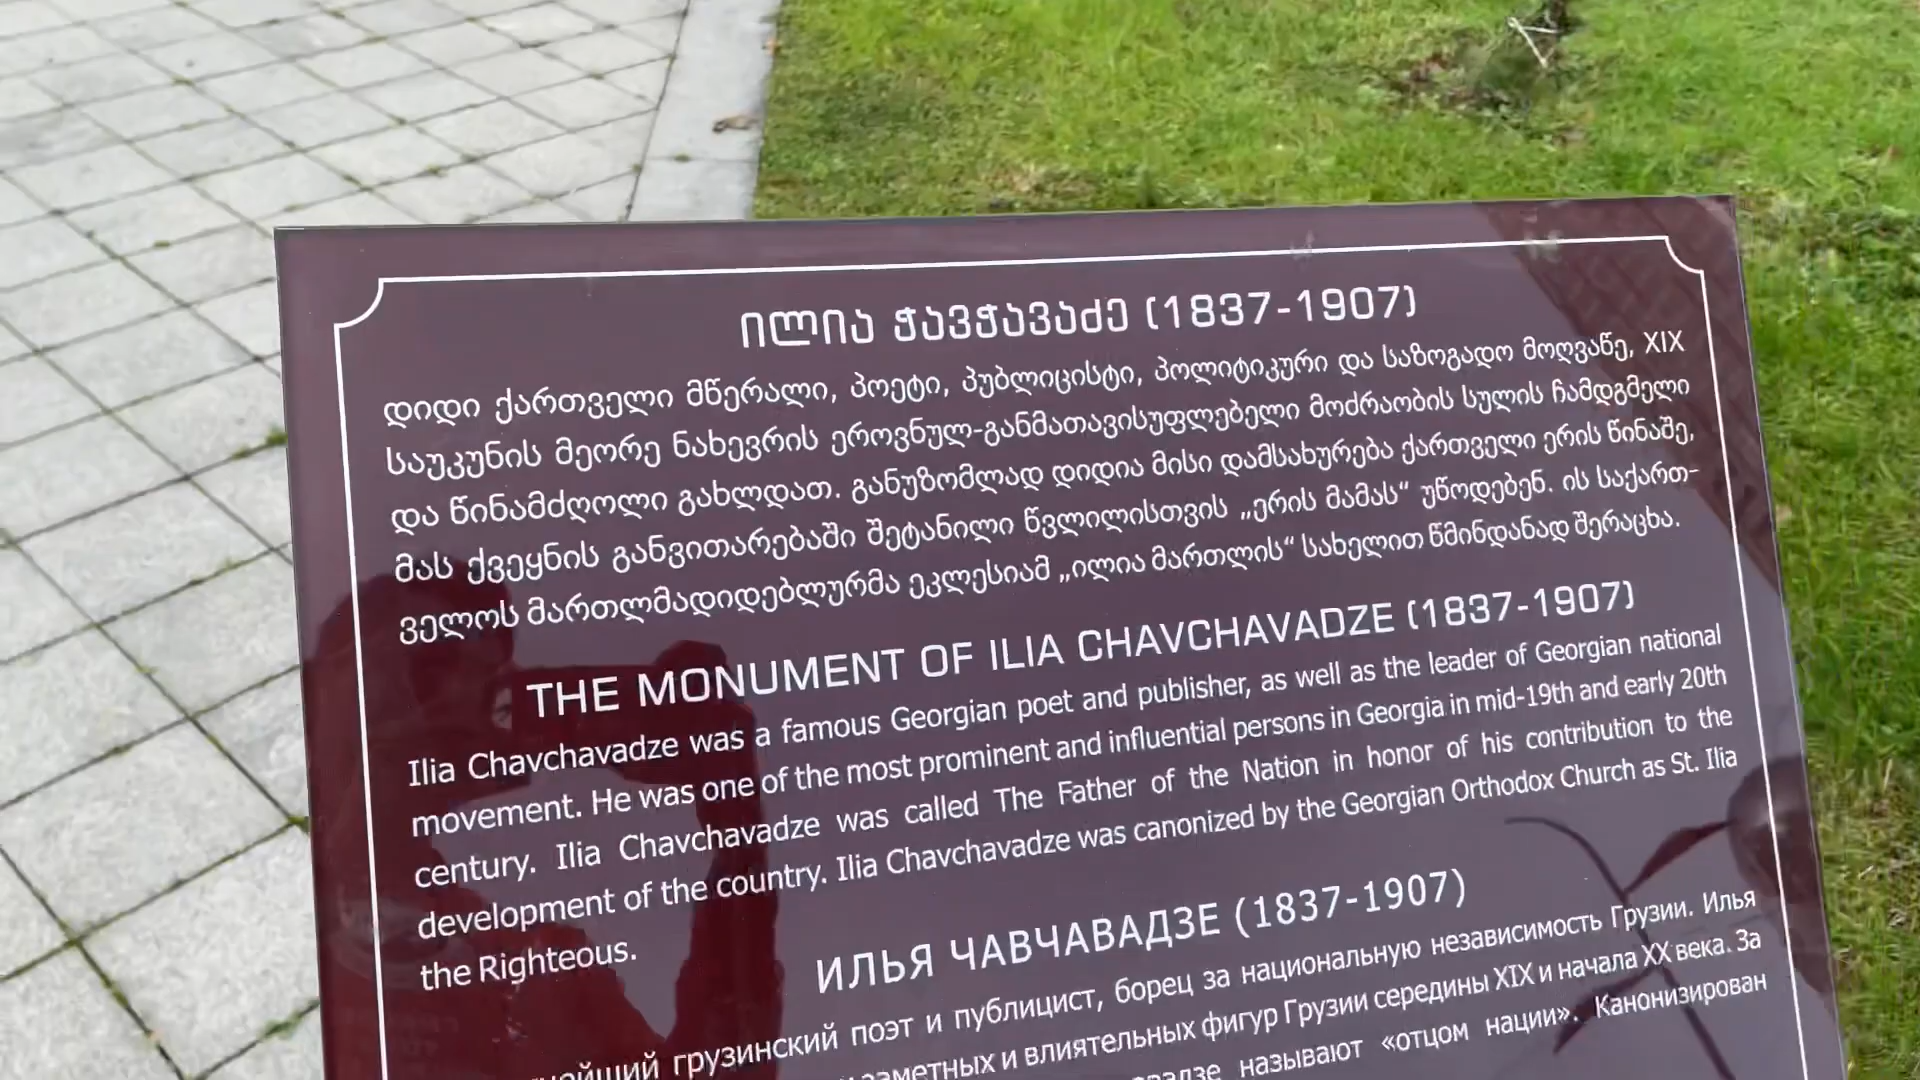 ილია ჭავჭავაძე (1837-1907)
დიდი ქართველი მწერალი, პოეტი, პუბლიცისტი, პოლიტიკური და საზოგადო მოღვაწე, XIX
საუკუნის მეორე ნახევრის ეროვნულ-განმათავისუფლებელი მოძრაობის სულის ჩამდგმელი
და წინამძღოლი გახლდათ. განუზომლად დიდია მისი დამსახურება ქართველი ერის წინაშე,
მას ქვეყნის განვითარებაში შეტანილი წვლილისთვის „ერის მამას“ უწოდებენ. ის საქართ-
ველოს მართლმადიდებლურმა ეკლესიამ „ილია მართლის“ სახელით წმინდანად შერაცხა.
THE MONUMENT OF ILIA CHAVCHAVADZE (1837-1907)
Ilia Chavchavadze was a famous Georgian poet and publisher, as well as the leader of Georgian national
movement. He was one of the most prominent and influential persons in Georgia in mid-19th and early 20th
century. Ilia Chavchavadze was called The Father of the Nation in honor of his contribution to the
development of the country. Ilia Chavchavadze was canonized by the Georgian Orthodox Church as St. Ilia
the Righteous.
ИЛЬЯ ЧАВЧАВАДЗЕ (1837-1907)
грузинский поэт и публицист, борец за национальную независимость Грузии. Илья
заметных и влиятельных фигур Грузии середины XIX и начала XX века. За
называют «отцом нации». Канонизирован